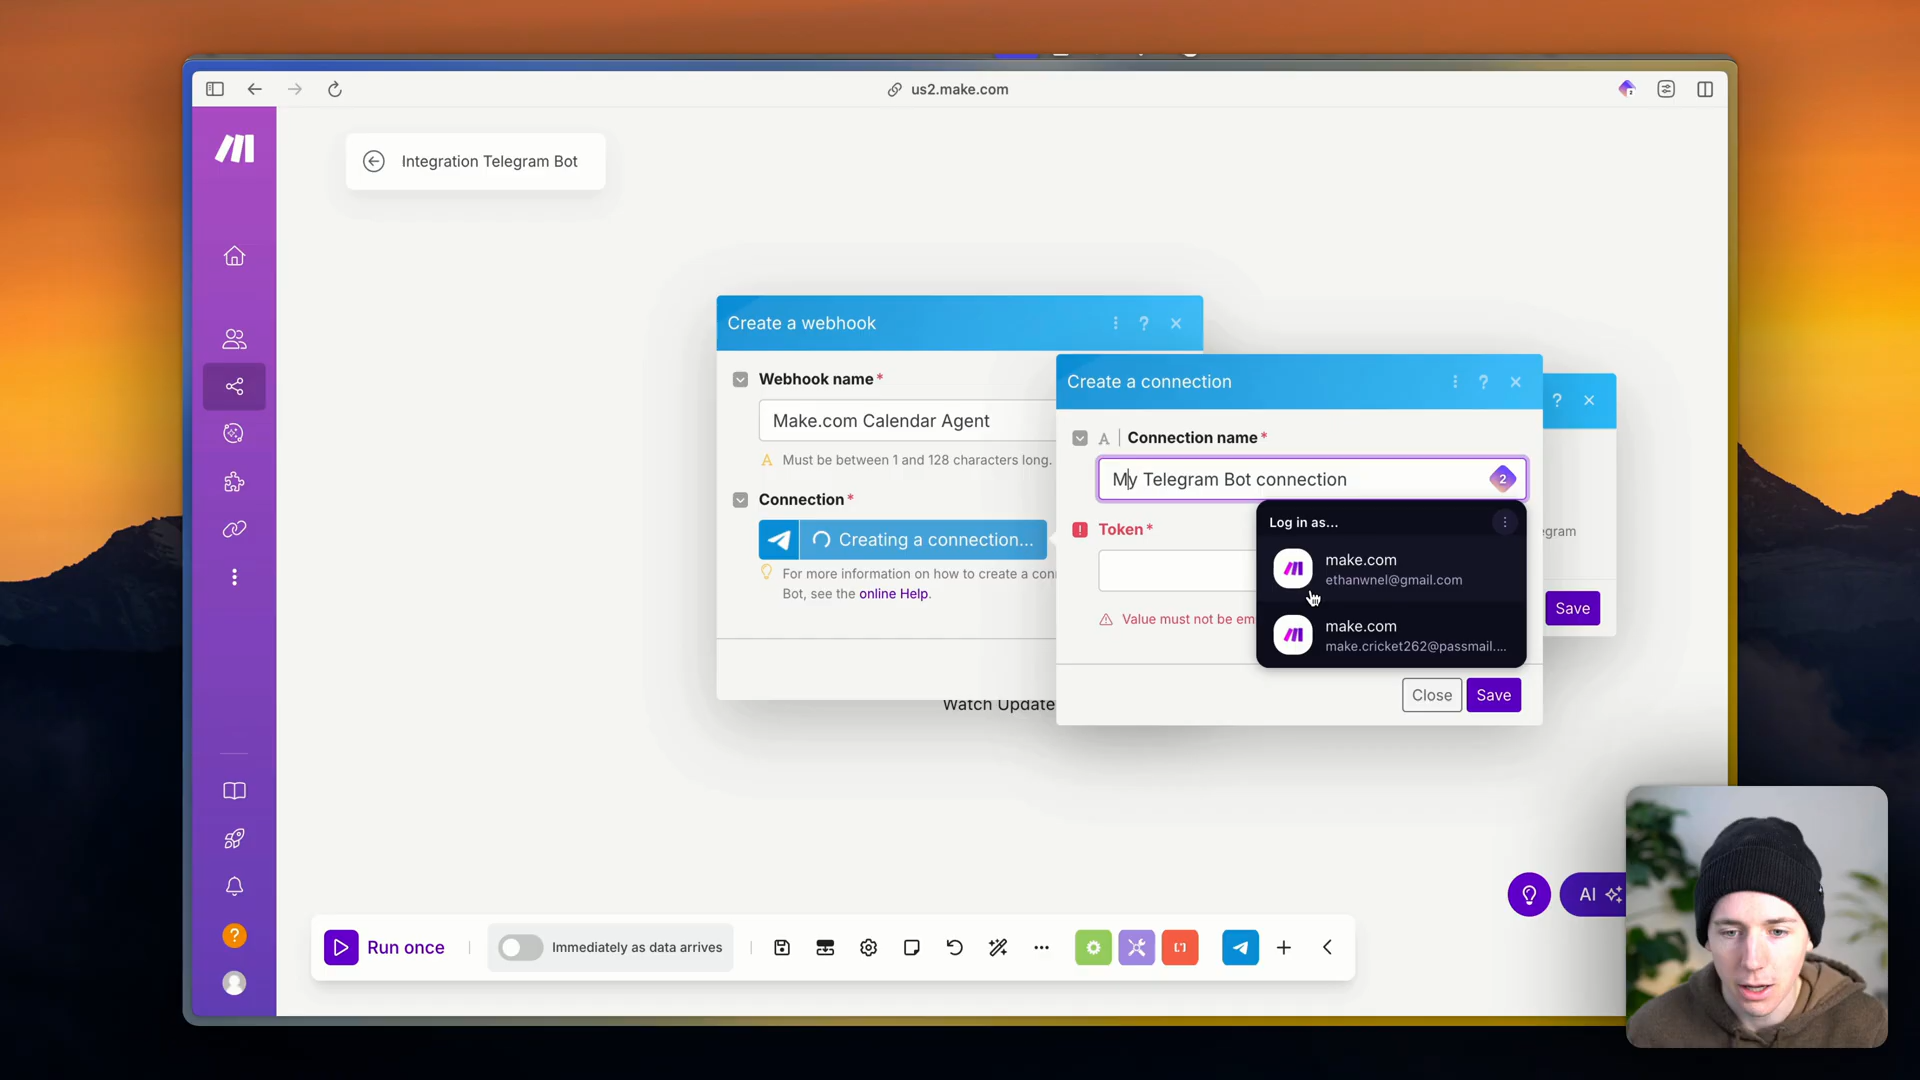 us2.make.com
Integration Telegram Bot
Create a webhook
Webhook name *
Make.com Calendar Agent
Must be between 1 and 128 characters long.
Connection *
Creating a connection...
For more information on how to create a con
Bot, see the online Help.
Watch Update
Create a connection
A
Connection name *
My Telegram Bot connection
2
Token *
Value must not be em
Log in as...
make.com
ethanwnel@gmail.com
make.com
make.cricket262@passmail....
Close
Save
egram
Save
AI
Run once
Immediately as data arrives